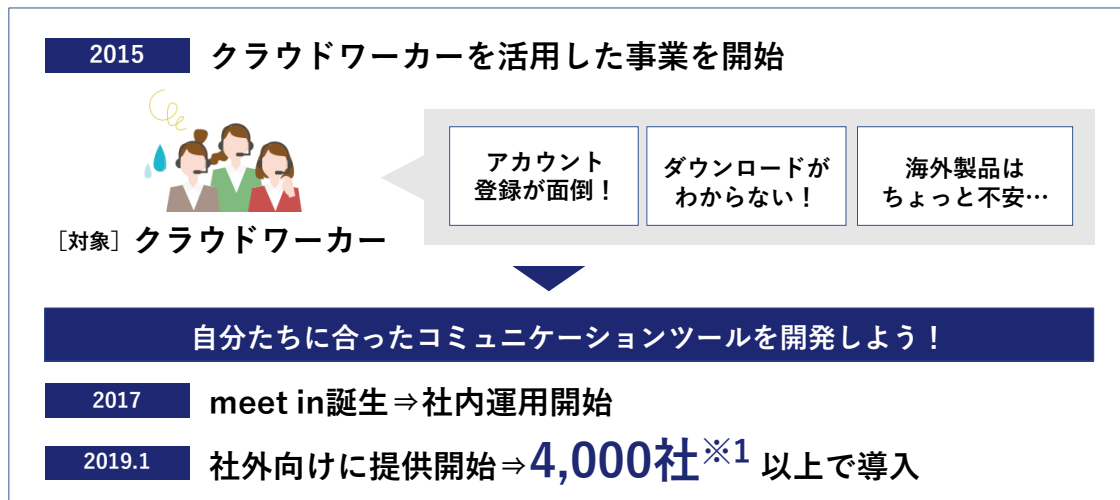 2015 クラウドワーカーを活用した事業を開始
アカウント
登録が面倒！
ダウンロードが
わからない！
海外製品は
ちょっと不安…
［対象］クラウドワーカー
自分たちに合ったコミュニケーションツールを開発しよう！
2017 meet in誕生⇒社内運用開始
2019.1 社外向けに提供開始⇒4,000社※1 以上で導入